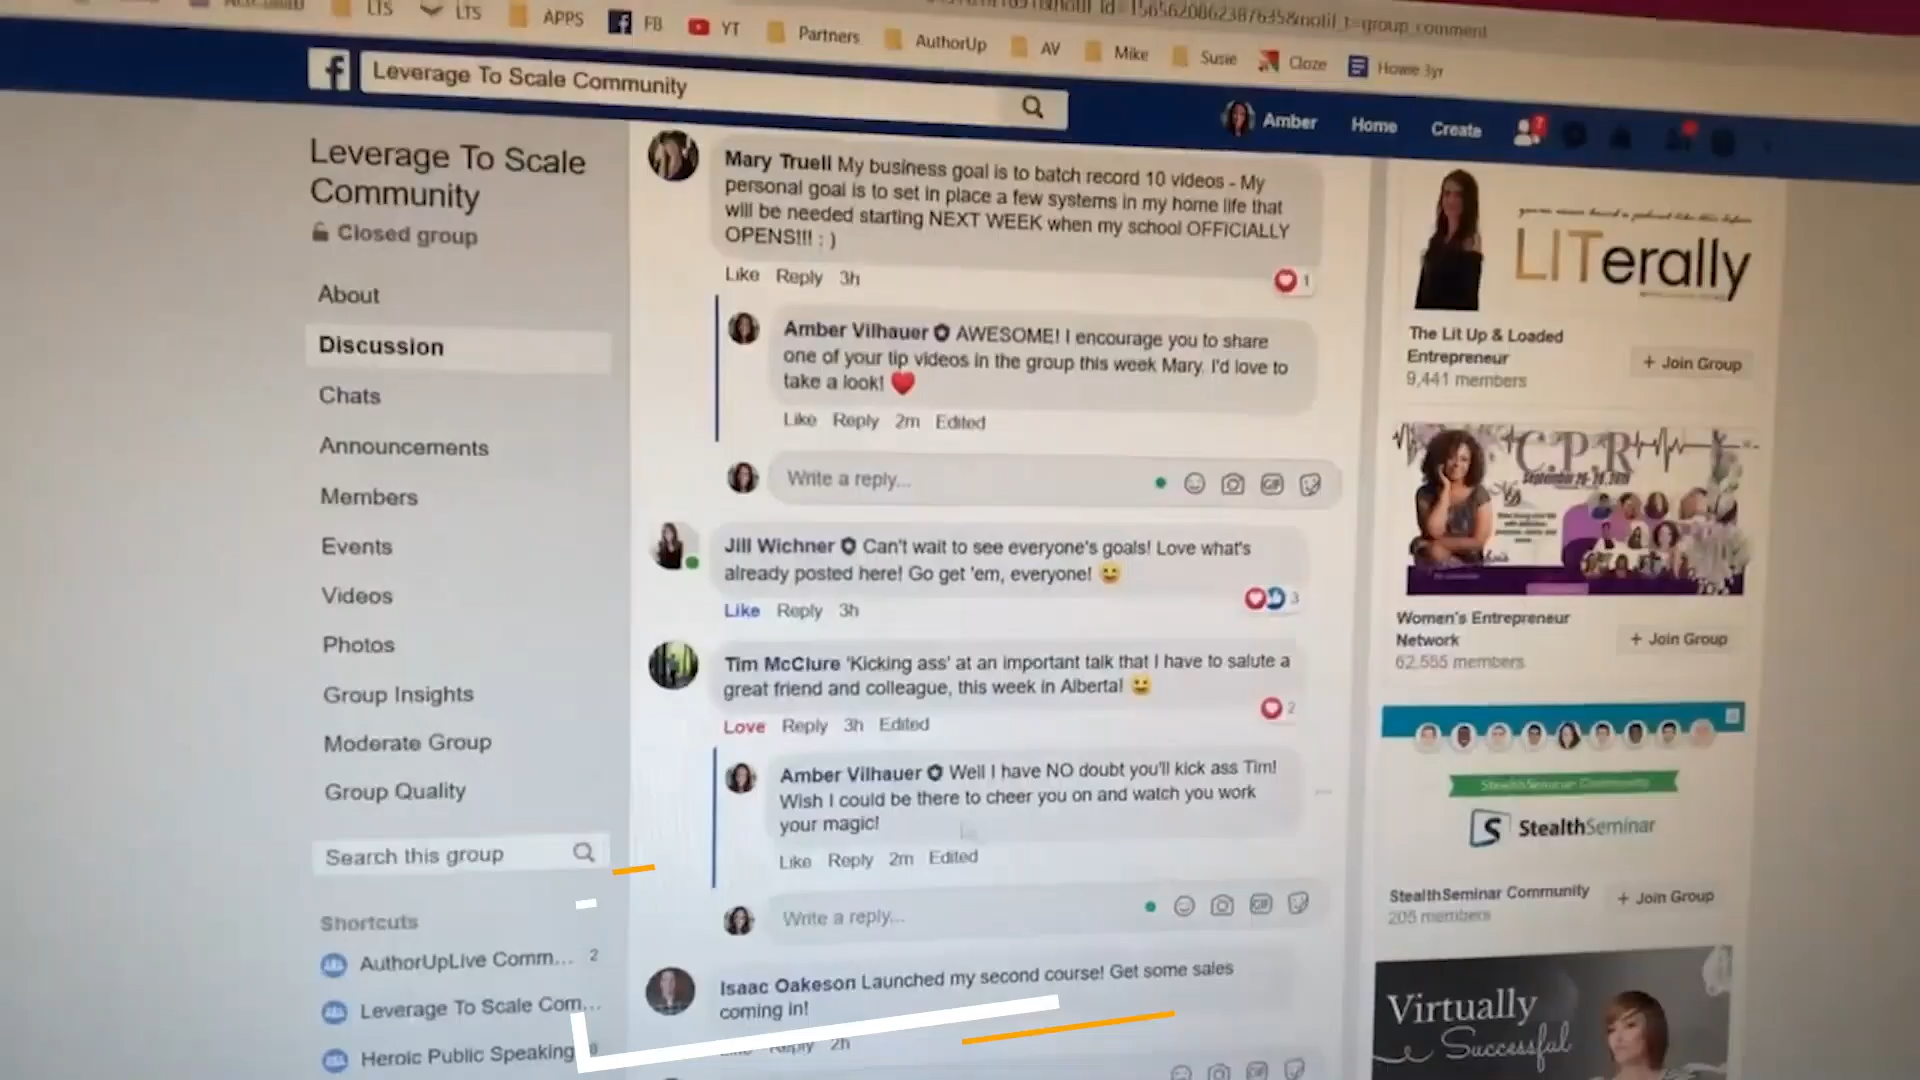 LTS
LTS
APPS
FB
YT
Partners
AuthorUp
AV
Mike
Susie
Cloze
Howie 3yr
Leverage To Scale Community
Amber
Home
Create
7
Leverage To Scale
Community
Closed group
About
Discussion
Chats
Announcements
Members
Events
Videos
Photos
Group Insights
Moderate Group
Group Quality
Search this group
Shortcuts
AuthorUpLive Comm... 2
Leverage To Scale Com...
Heroic Public Speaking
Mary Truell My business goal is to batch record 10 videos - My
personal goal is to set in place a few systems in my home life that
will be needed starting NEXT WEEK when my school OFFICIALLY
OPENS!!! : )
Like Reply 3h
1
Amber Vilhauer AWESOME! I encourage you to share
one of your tip videos in the group this week Mary. I'd love to
take a look! ❤️
Like Reply 2m Edited
Write a reply...
GIF
Jill Wichner Can't wait to see everyone's goals! Love what's
already posted here! Go get 'em, everyone! 😀
3
Like Reply 3h
Tim McClure 'Kicking ass' at an important talk that I have to salute a
great friend and colleague, this week in Alberta! 😀
2
Love Reply 3h Edited
Amber Vilhauer Well I have NO doubt you'll kick ass Tim!
Wish I could be there to cheer you on and watch you work
your magic!
Like Reply 2m Edited
Write a reply...
GIF
Isaac Oakeson Launched my second course! Get some sales
coming in!
Like Reply 2h
LITerally
The Lit Up & Loaded
Entrepreneur
9,441 members
+ Join Group
C.P.R
Women's Entrepreneur
Network
62,555 members
+ Join Group
StealthSeminar Community
StealthSeminar
StealthSeminar Community
205 members
+ Join Group
Virtually
Successful